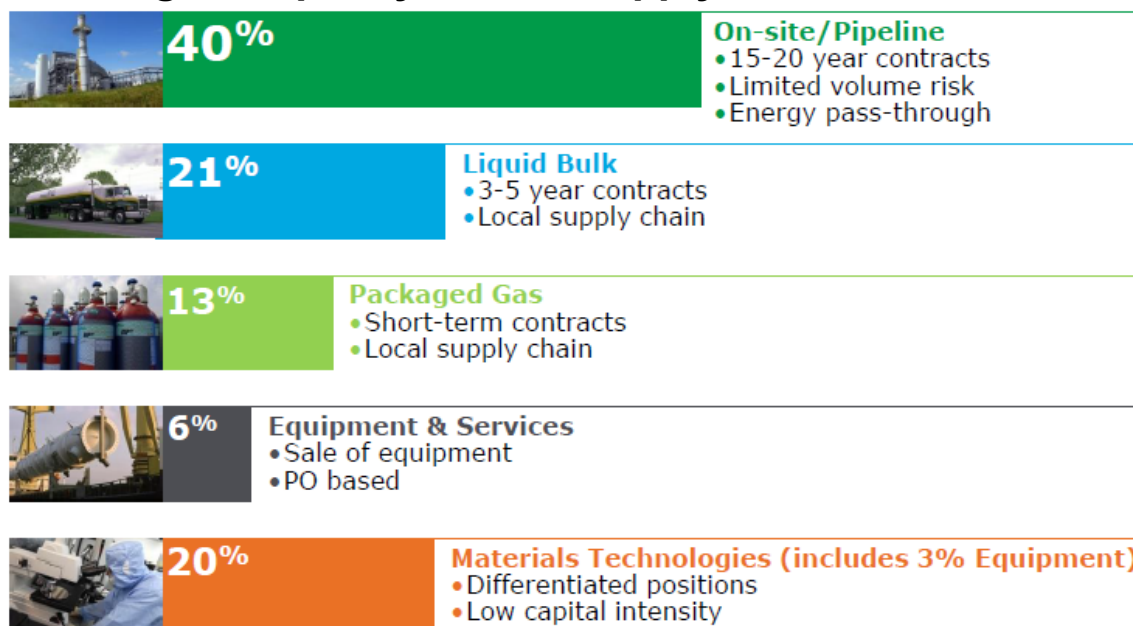 40%
On-site/Pipeline
•15-20 year contracts
•Limited volume risk
•Energy pass-through
21%
Liquid Bulk
•3-5 year contracts
•Local supply chain
13%
Packaged Gas
•Short-term contracts
•Local supply chain
6%
Equipment & Services
•Sale of equipment
•PO based
20%
Materials Technologies (includes 3% Equipment)
•Differentiated positions
•Low capital intensity